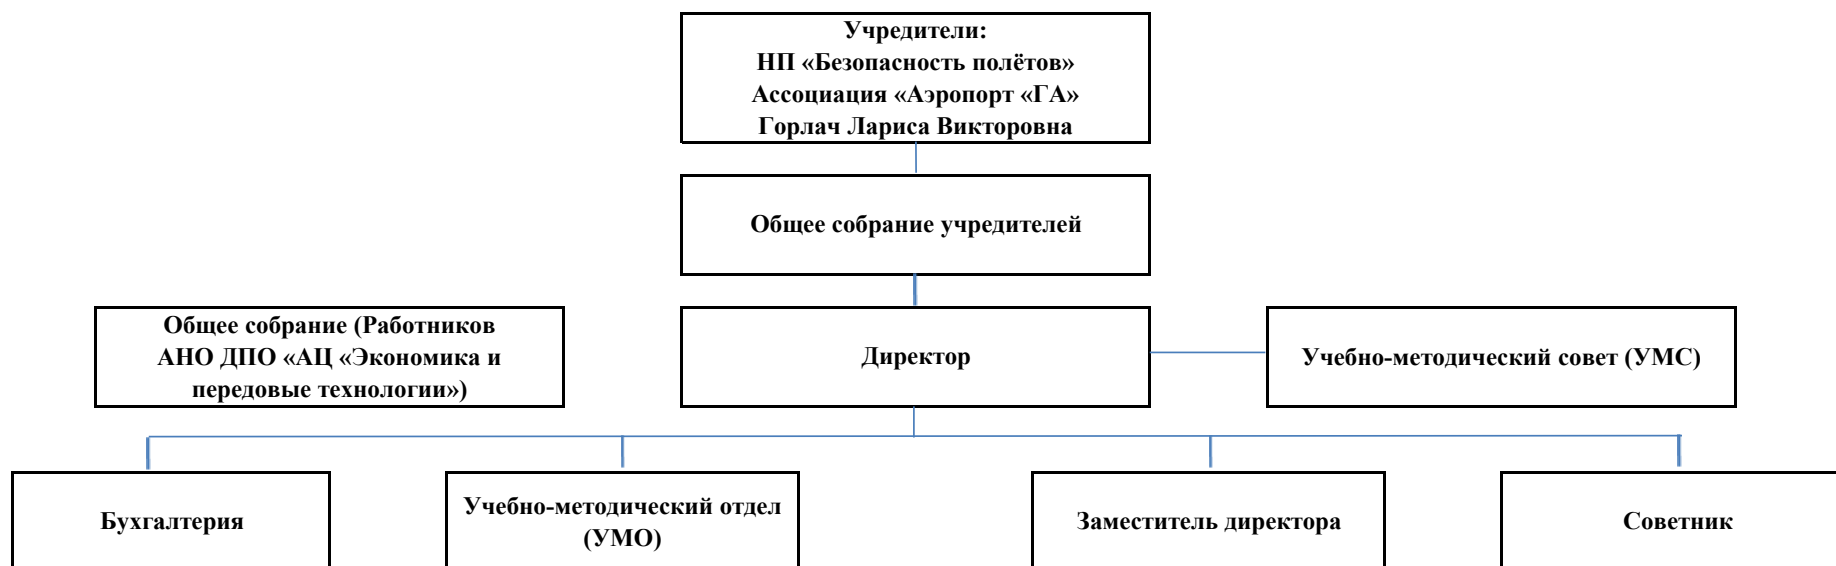 Учредители:
НП «Безопасность полётов»
Ассоциация «Аэропорт «ГА»
Горлач Лариса Викторовна
Общее собрание учредителей
Общее собрание (Работников
АНО ДПО «АЦ «Экономика и
передовые технологии»)
Директор
Учебно-методический совет (УМС)
Бухгалтерия
Учебно-методический отдел
(УМО)
Заместитель директора
Советник